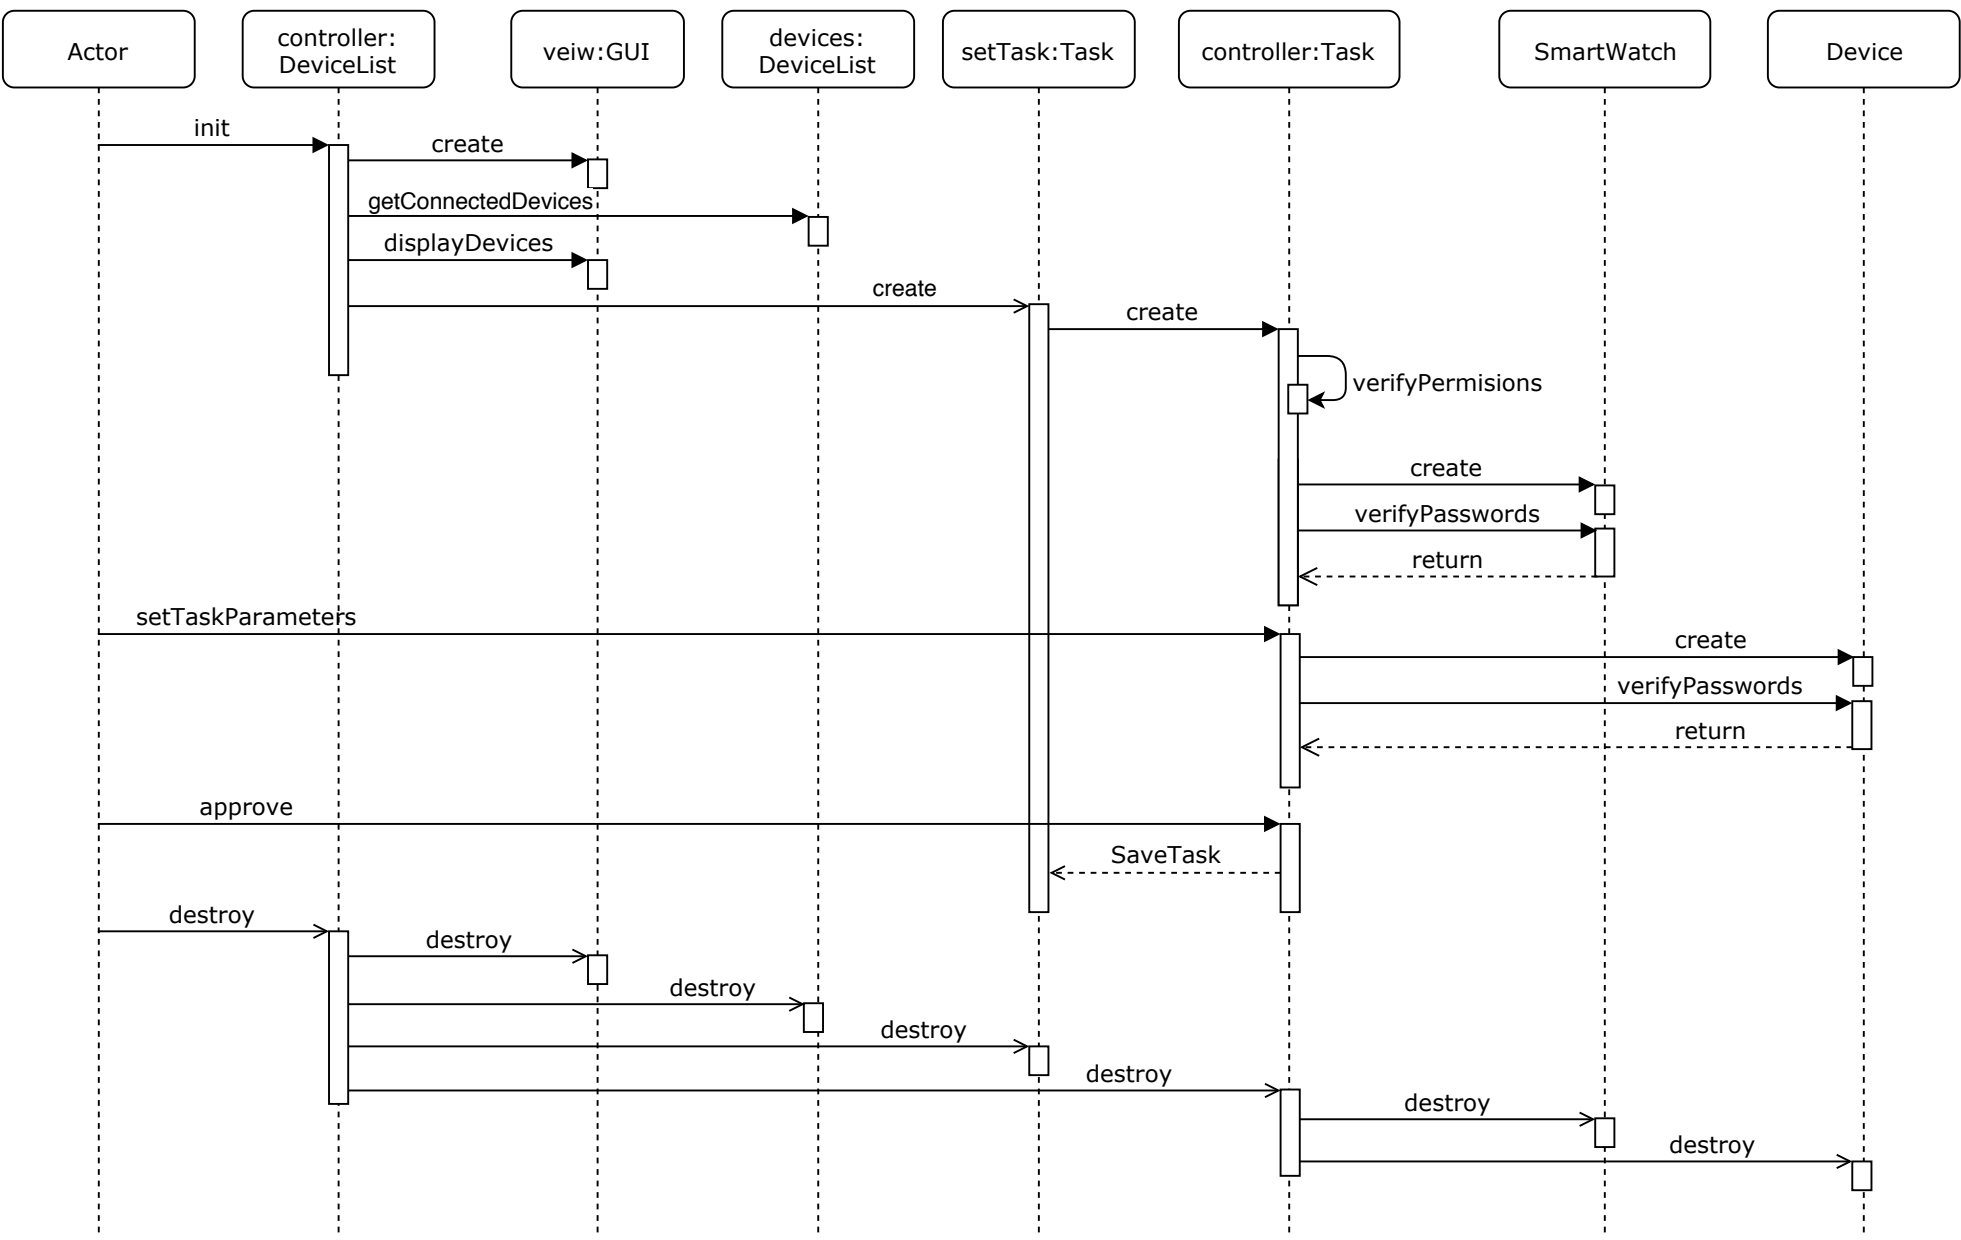 Actor
controller:
DeviceList
veiw:GUI
devices:
DeviceList
setTask:Task
controller:Task
SmartWatch
Device
init
create
getConnectedDevices
displayDevices
create
create
verifyPermisions
create
verifyPasswords
return
setTaskParameters
create
verifyPasswords
return
approve
SaveTask
destroy
destroy
destroy
destroy
destroy
destroy
destroy